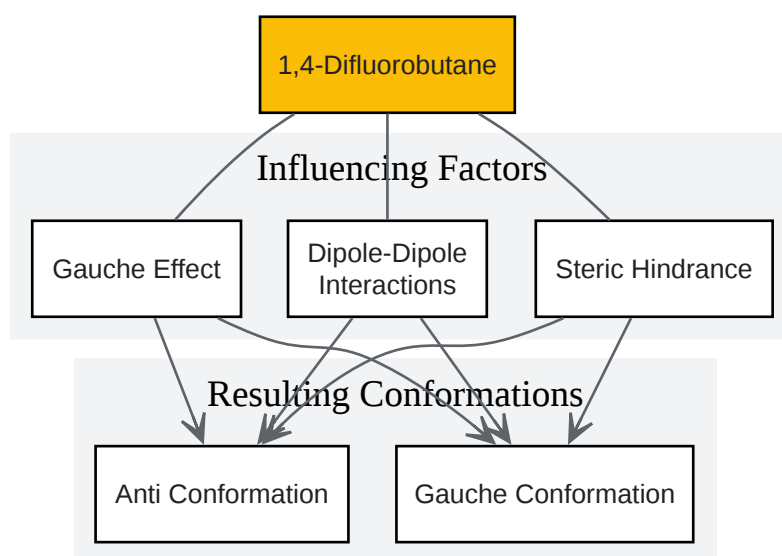 1,4-Difluorobutane
Influencing Factors
Gauche Effect
Dipole-Dipole
Interactions
Steric Hindrance
Resulting Conformations
Anti Conformation
Gauche Conformation